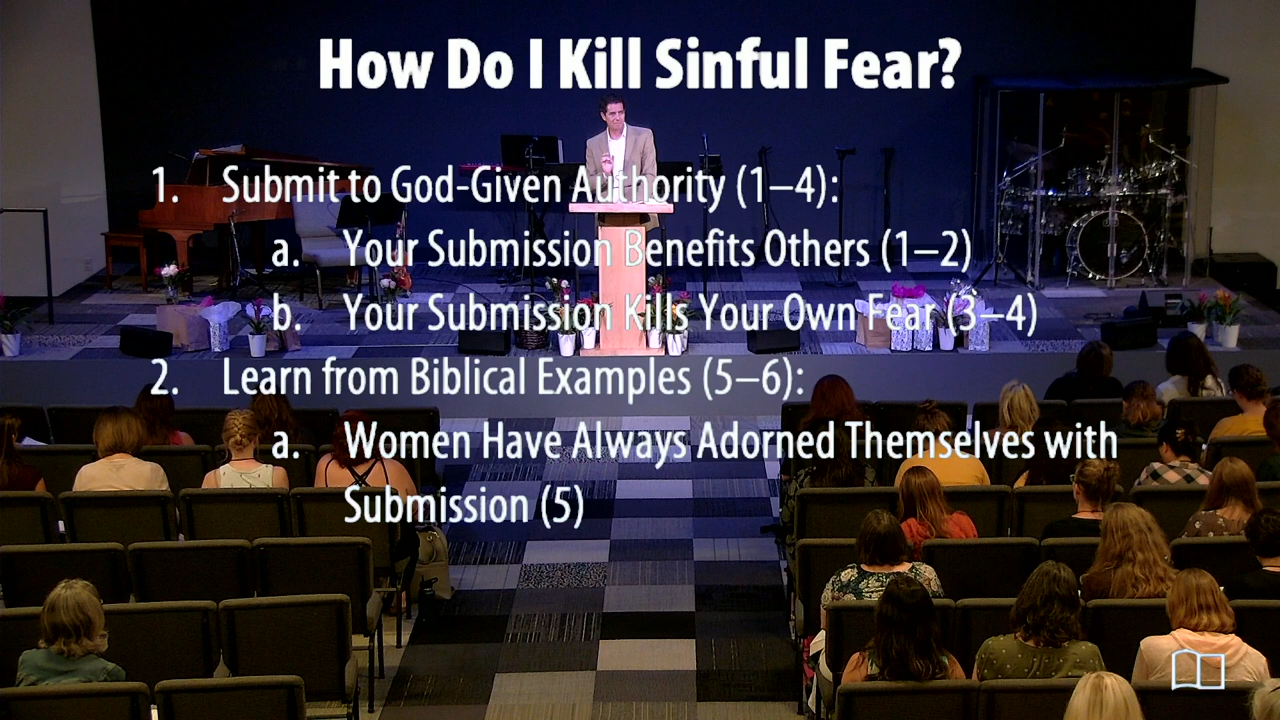 How Do I Kill Sinful Fear?
1. Submit to God-Given Authority (1–4):
a. Your Submission Benefits Others (1–2)
b. Your Submission Kills Your Own Fear (3–4)
2. Learn from Biblical Examples (5–6):
a. Women Have Always Adorned Themselves with
Submission (5)